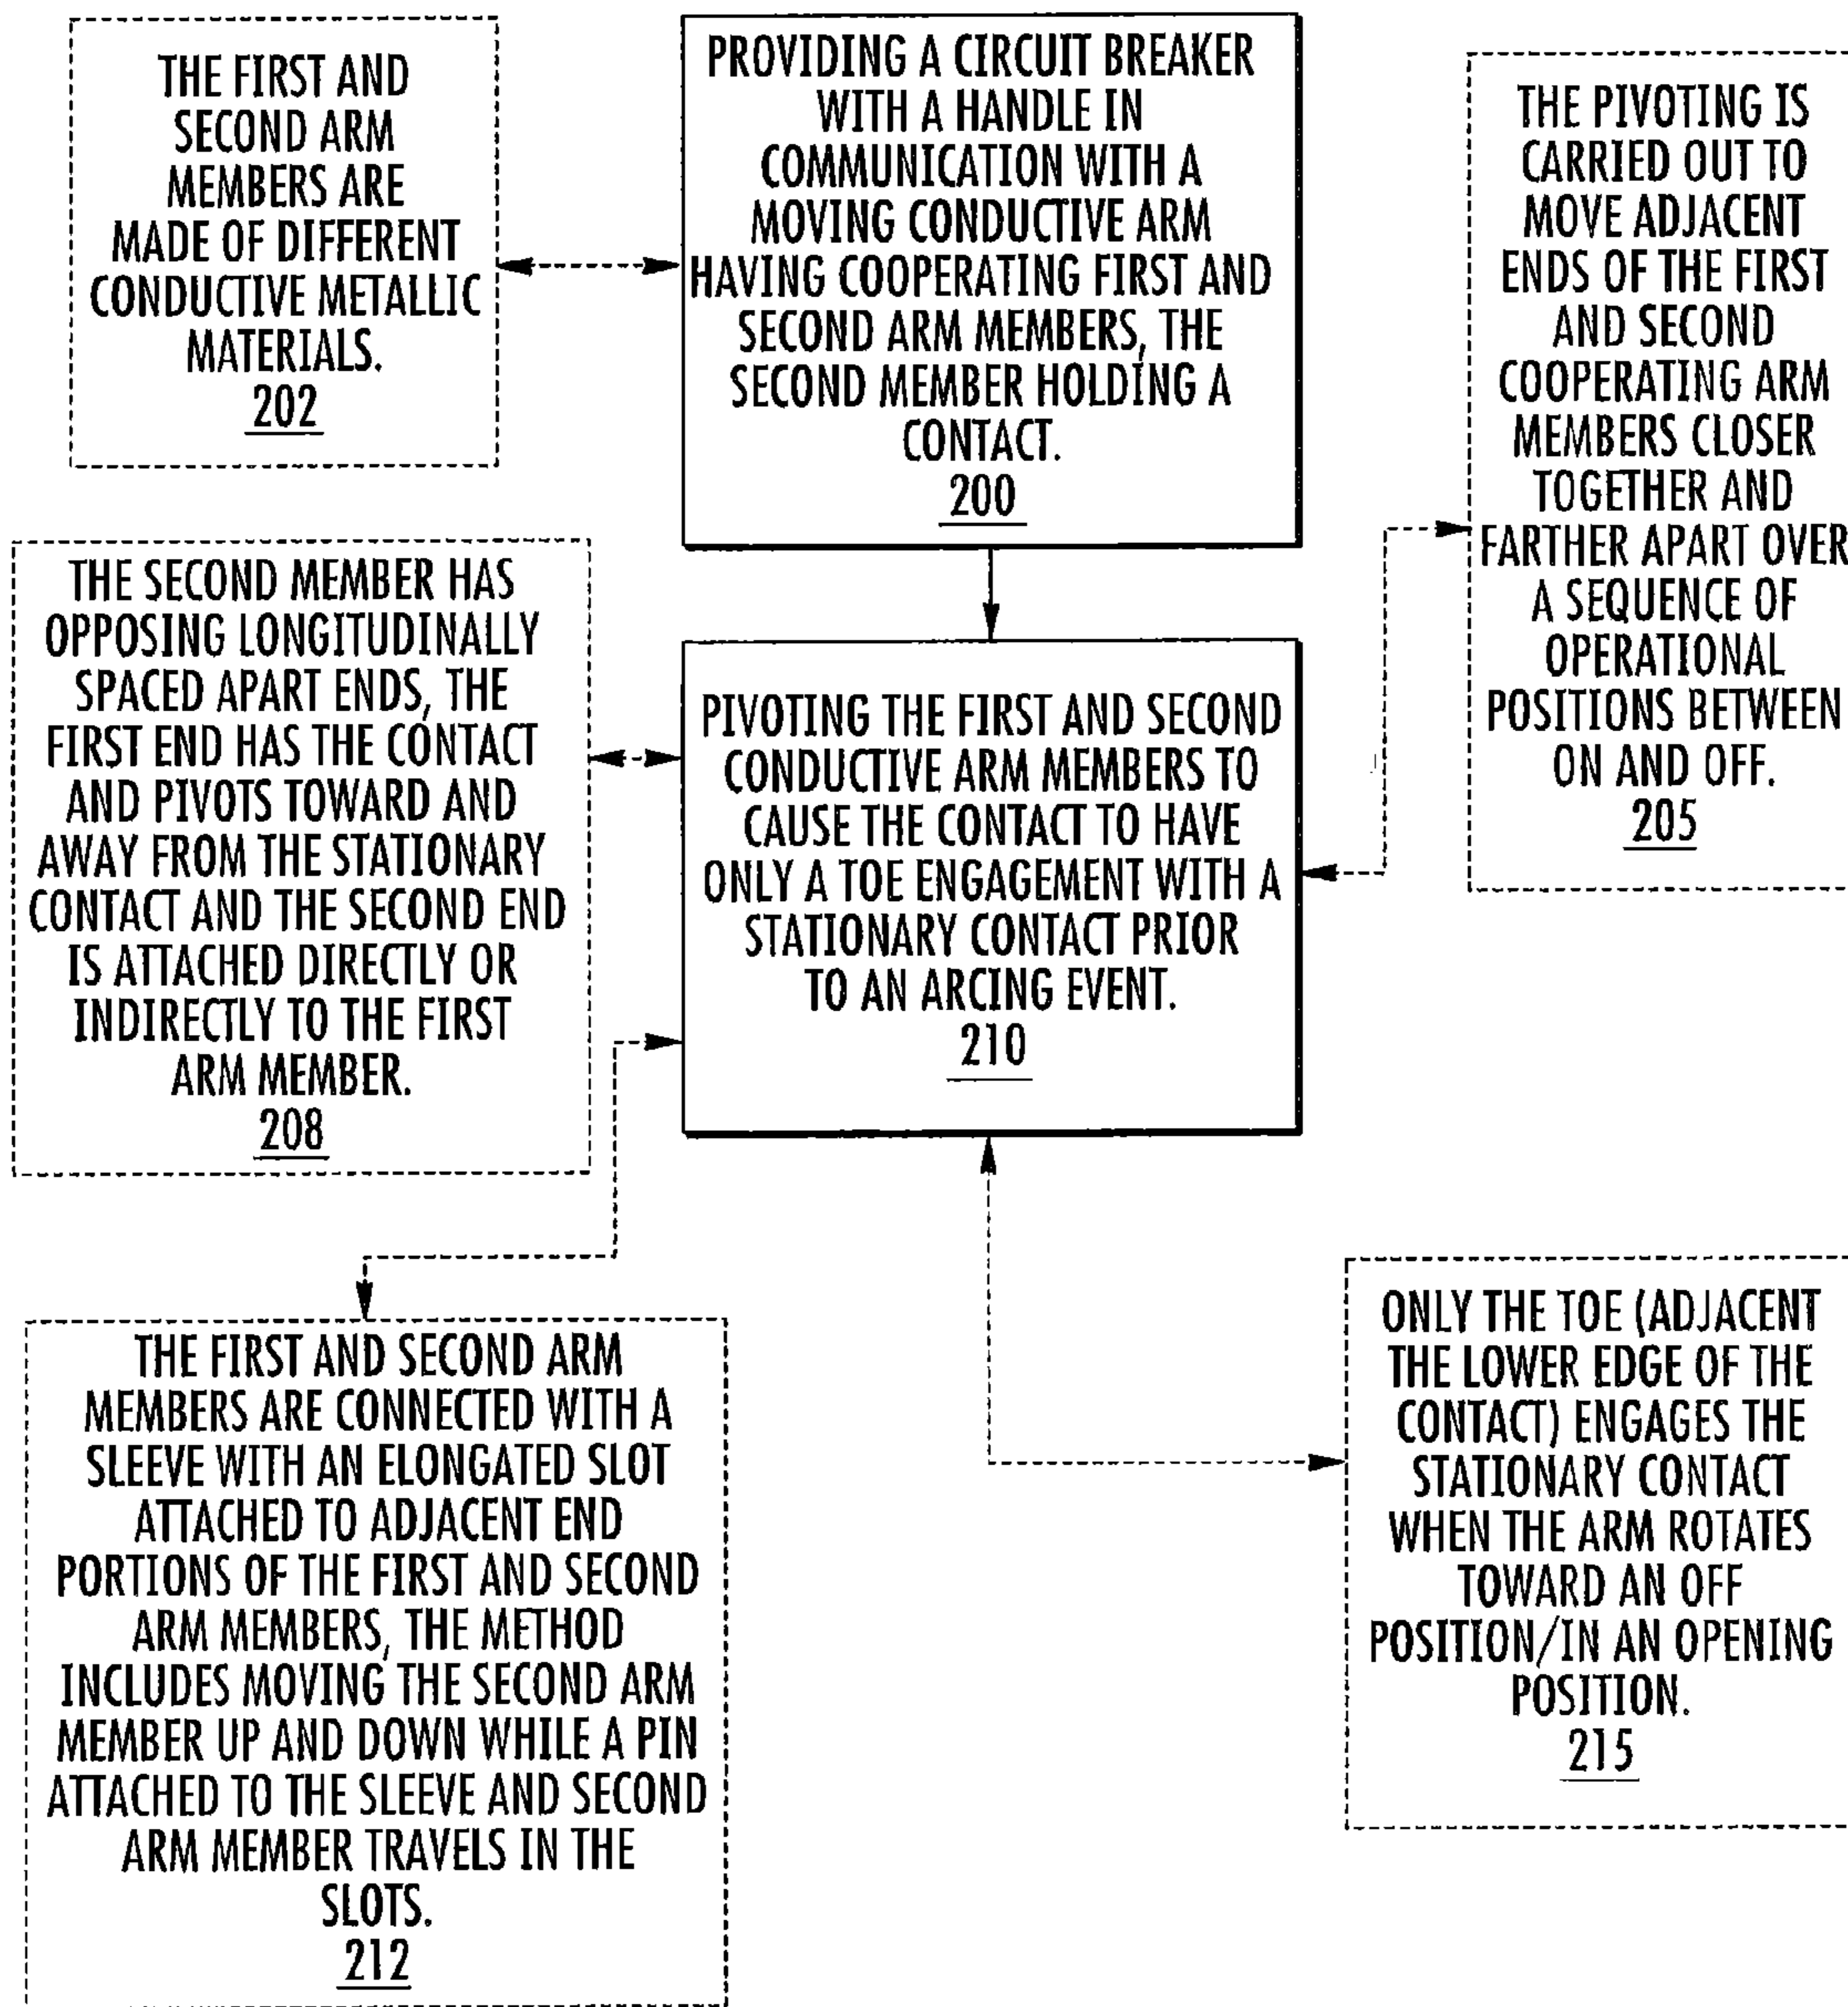 THE FIRST AND
SECOND ARM
MEMBERS ARE
MADE OF DIFFERENT
CONDUCTIVE METALLIC
MATERIALS.
202
PROVIDING A CIRCUIT BREAKER
WITH A HANDLE IN
COMMUNICATION WITH A
MOVING CONDUCTIVE ARM
HAVING COOPERATING FIRST AND
SECOND ARM MEMBERS, THE
SECOND MEMBER HOLDING A
CONTACT.
200
THE PIVOTING IS
CARRIED OUT TO
MOVE ADJACENT
ENDS OF THE FIRST
AND SECOND
COOPERATING ARM
MEMBERS CLOSER
TOGETHER AND
FARTHER APART OVER
A SEQUENCE OF
OPERATIONAL
POSITIONS BETWEEN
ON AND OFF.
205
THE SECOND MEMBER HAS
OPPOSING LONGITUDINALLY
SPACED APART ENDS, THE
FIRST END HAS THE CONTACT
AND PIVOTS TOWARD AND
AWAY FROM THE STATIONARY
CONTACT AND THE SECOND END
IS ATTACHED DIRECTLY OR
INDIRECTLY TO THE FIRST
ARM MEMBER.
208
PIVOTING THE FIRST AND SECOND
CONDUCTIVE ARM MEMBERS TO
CAUSE THE CONTACT TO HAVE
ONLY A TOE ENGAGEMENT WITH A
STATIONARY CONTACT PRIOR
TO AN ARCING EVENT.
210
THE FIRST AND SECOND ARM
MEMBERS ARE CONNECTED WITH A
SLEEVE WITH AN ELONGATED SLOT
ATTACHED TO ADJACENT END
PORTIONS OF THE FIRST AND SECOND
ARM MEMBERS, THE METHOD
INCLUDES MOVING THE SECOND ARM
MEMBER UP AND DOWN WHILE A PIN
ATTACHED TO THE SLEEVE AND SECOND
ARM MEMBER TRAVELS IN THE
SLOTS.
212
ONLY THE TOE (ADJACENT
THE LOWER EDGE OF THE
CONTACT) ENGAGES THE
STATIONARY CONTACT
WHEN THE ARM ROTATES
TOWARD AN OFF
POSITION/IN AN OPENING
POSITION.
215